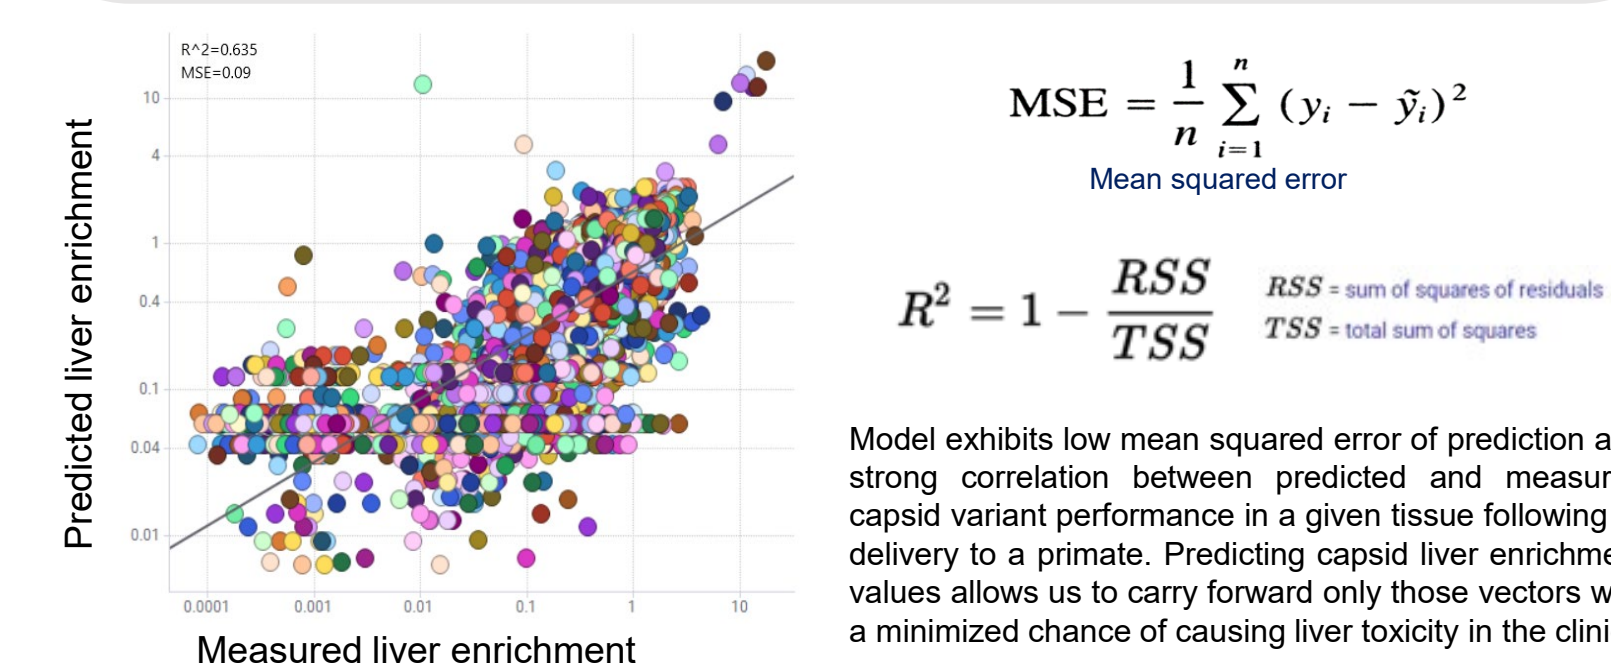 R^2=0.635
MSE=0.09
10
4
1
0.4
0.1
0.04
0.01
0.0001
0.001
0.01
0.1
1
10
Predicted liver enrichment
Measured liver enrichment
MSE = 1/n ∑ i=1 n (yi − ỹi)²
Mean squared error
R² = 1 − RSS/TSS
RSS = sum of squares of residuals
TSS = total sum of squares
Model exhibits low mean squared error of prediction a
strong correlation between predicted and measur
capsid variant performance in a given tissue following
delivery to a primate. Predicting capsid liver enrichme
values allows us to carry forward only those vectors w
a minimized chance of causing liver toxicity in the clini